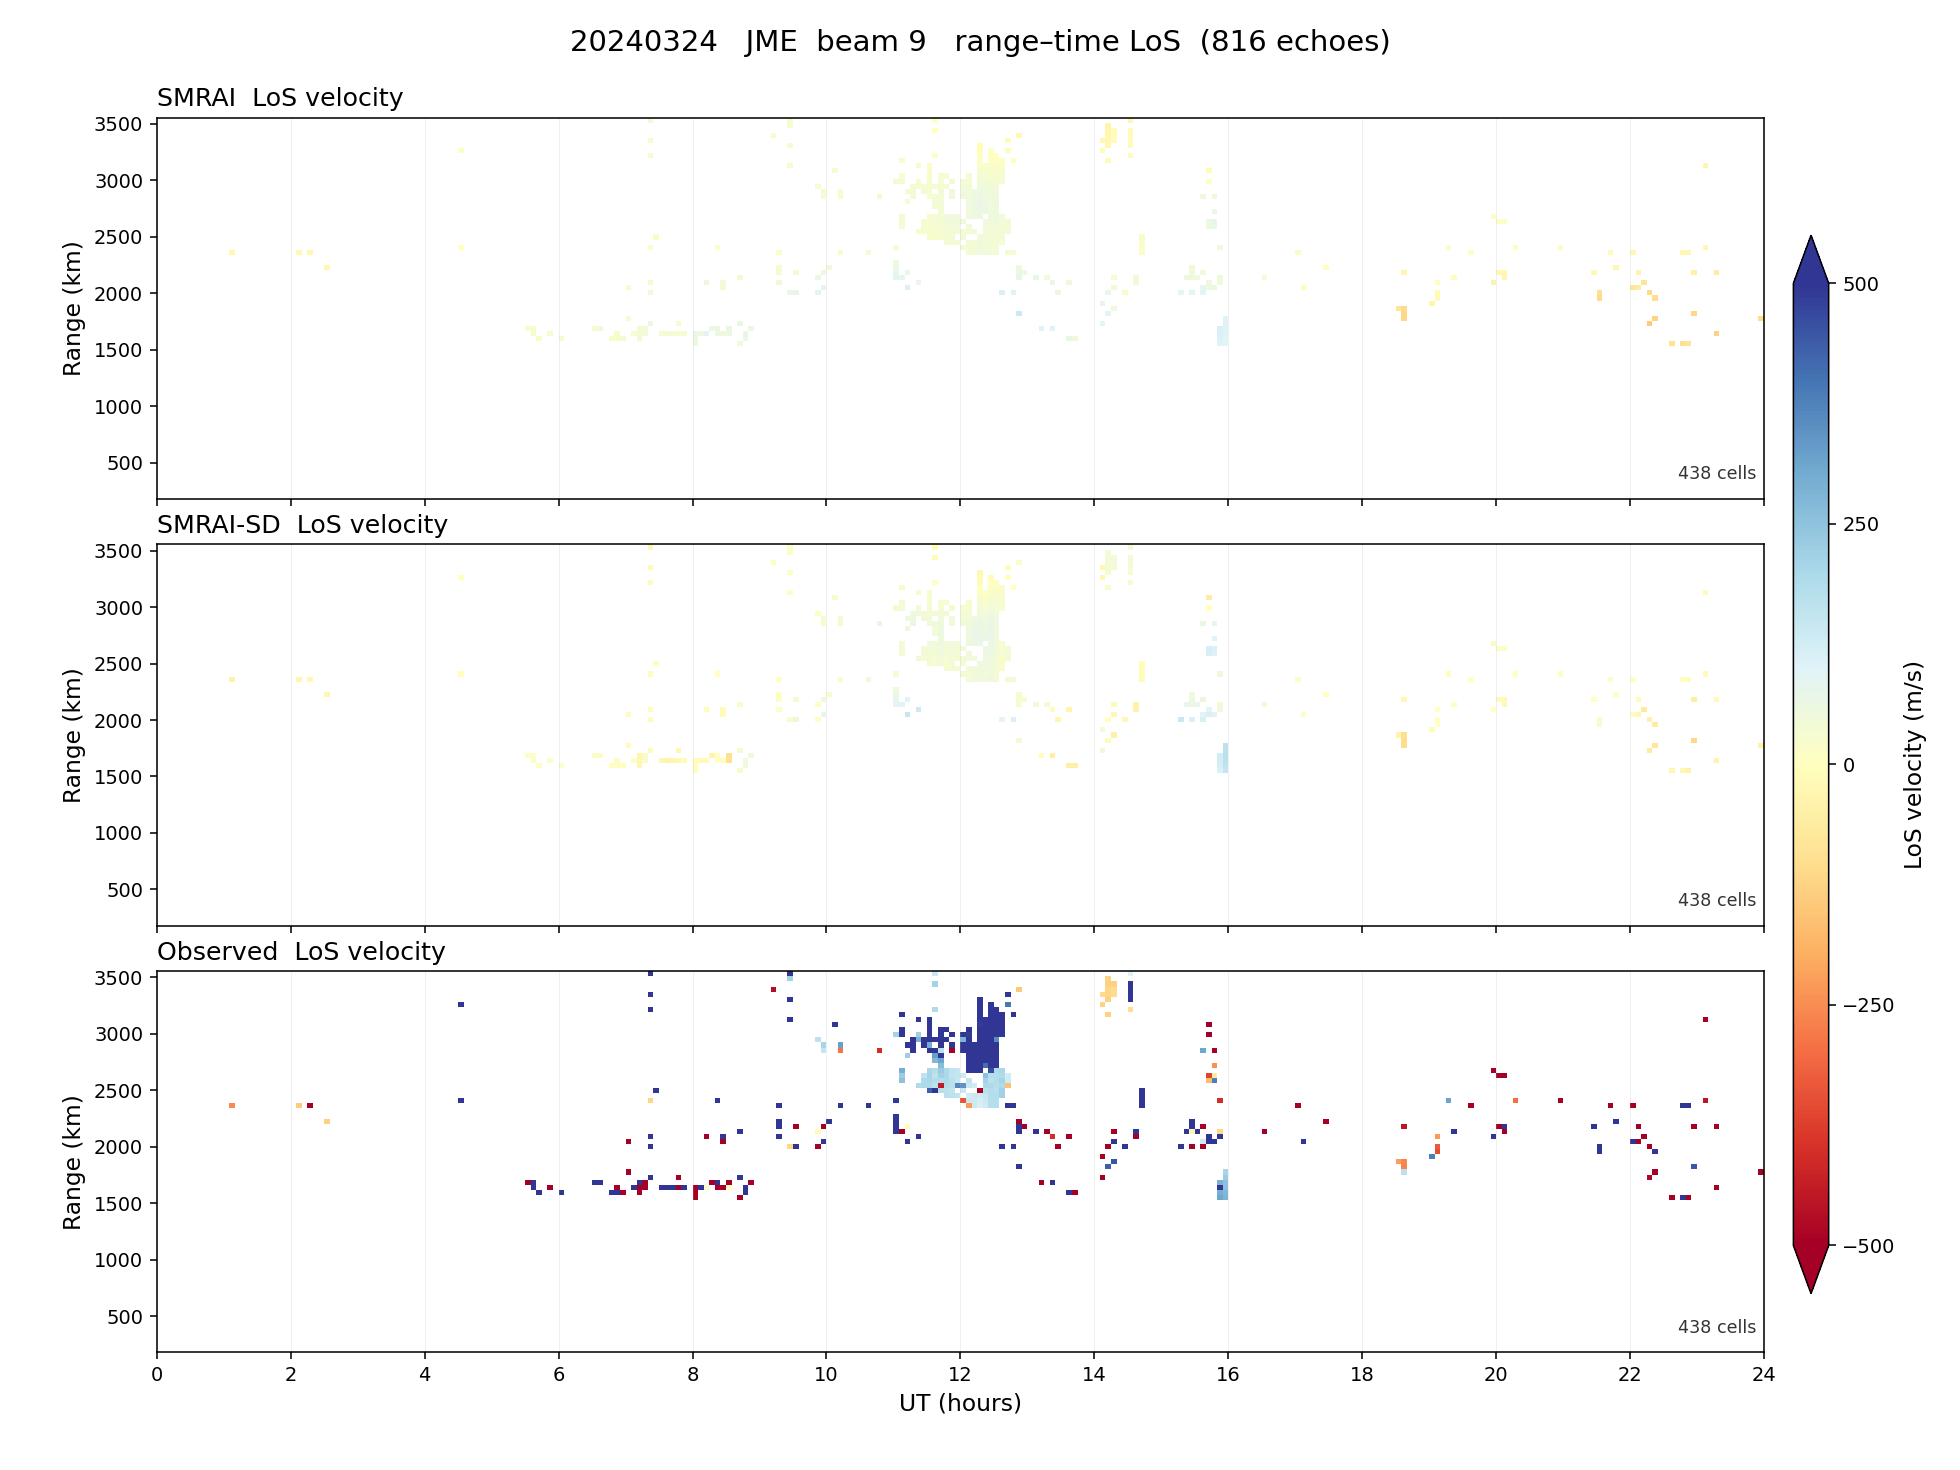 20240324   JME  beam 9   range–time LoS  (816 echoes)
SMRAI  LoS velocity
3500
3000
2500
2000
1500
1000
500
Range (km)
438 cells
SMRAI-SD  LoS velocity
3500
3000
2500
2000
1500
1000
500
Range (km)
438 cells
Observed  LoS velocity
3500
3000
2500
2000
1500
1000
500
Range (km)
438 cells
0 2 4 6 8 10 12 14 16 18 20 22 24
UT (hours)
500
250
0
−250
−500
LoS velocity (m/s)